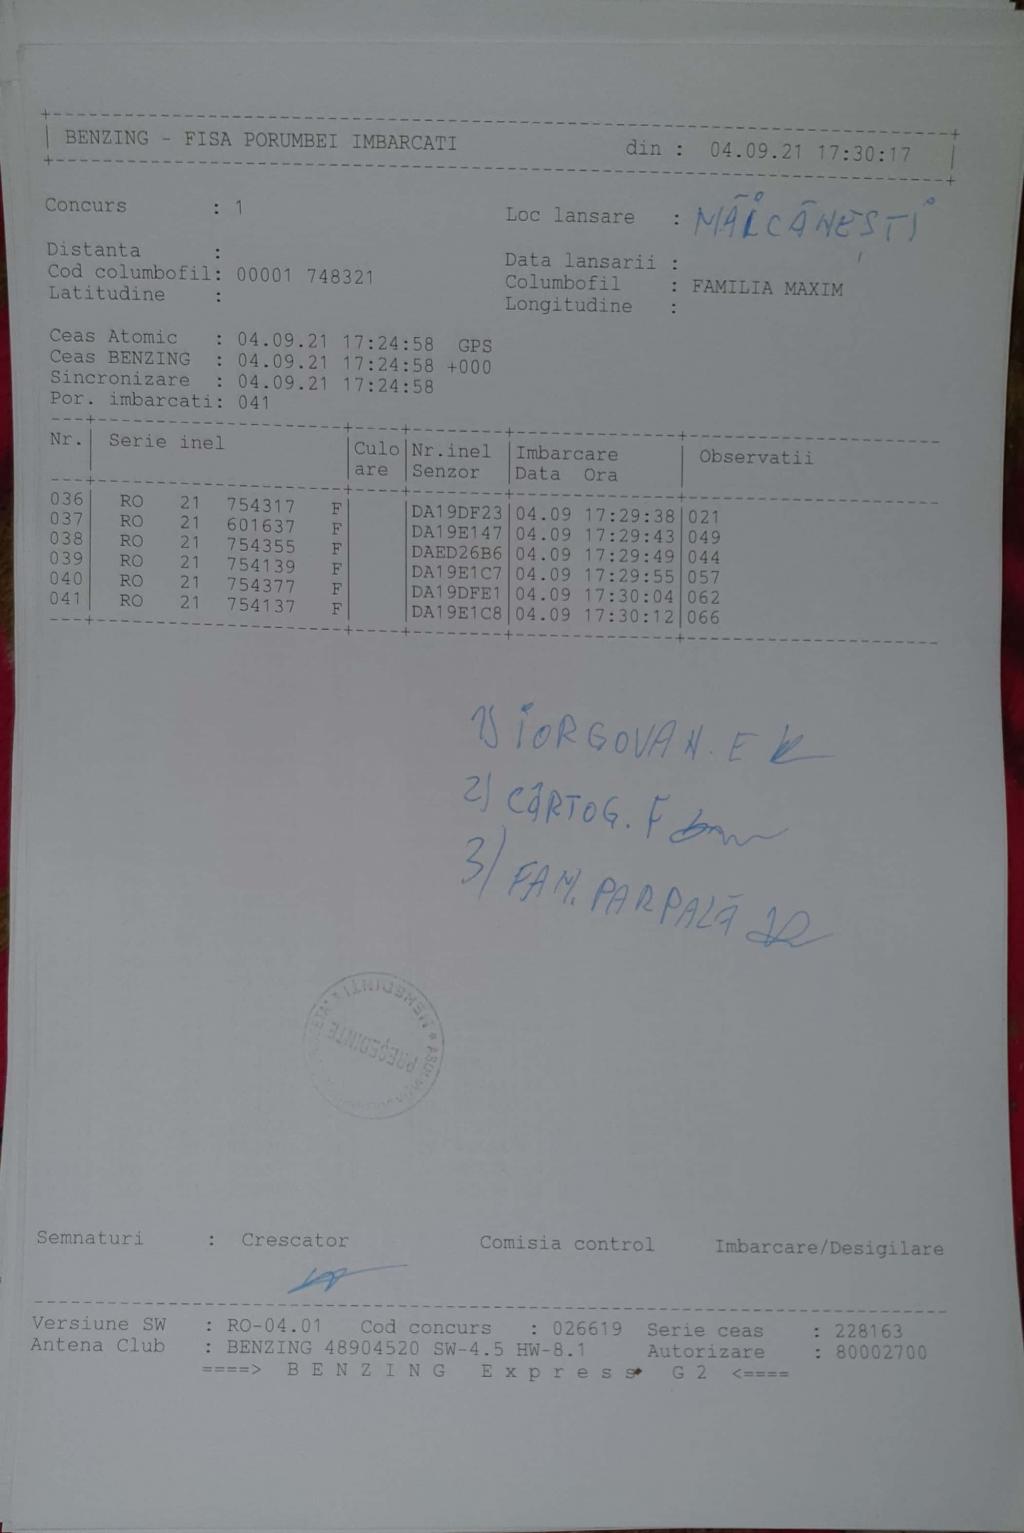 BENZING - FISA PORUMBEI IMBARCATI din : 04.09.21 17:30:17
Concurs : 1 Loc lansare :
Distanta : Data lansarii :
Cod columbofil: 00001 748321 Columbofil : FAMILIA MAXIM
Latitudine : Longitudine :
Ceas Atomic : 04.09.21 17:24:58 GPS
Ceas BENZING : 04.09.21 17:24:58 +000
Sincronizare : 04.09.21 17:24:58
Por. imbarcati: 041
Nr. Serie inel Culo Nr.inel Imbarcare Observatii
are Senzor Data Ora
036 RO 21 754317 F DA19DF23 04.09 17:29:38 021
037 RO 21 601637 F DA19E147 04.09 17:29:43 049
038 RO 21 754355 F DAED26B6 04.09 17:29:49 044
039 RO 21 754139 F DA19E1C7 04.09 17:29:55 057
040 RO 21 754377 F DA19DFE1 04.09 17:30:04 062
041 RO 21 754137 F DA19E1C8 04.09 17:30:12 066
1) IORGOVAN. E
2) CÂRTOG. F
3) FAM. PARPALĂ
MEHEDINTI
PREŞEDINTE
Semnaturi : Crescator Comisia control Imbarcare/Desigilare
Versiune SW : RO-04.01 Cod concurs : 026619 Serie ceas : 228163
Antena Club : BENZING 48904520 SW-4.5 HW-8.1 Autorizare : 80002700
====> B E N Z I N G E x p r e s s G 2 <====